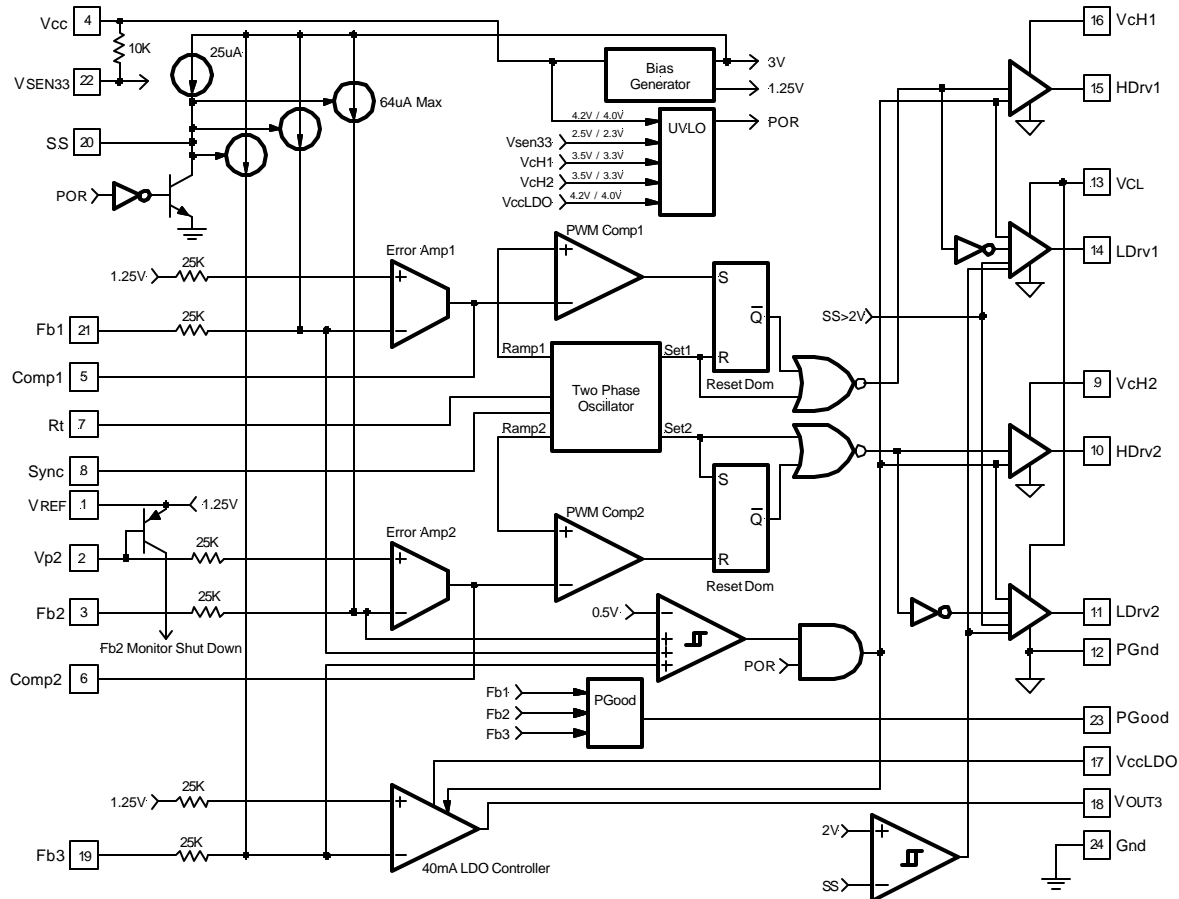 Vcc 4
10K
VSEN33 22
SS 20
POR
25uA
64uA Max
Bias Generator
3V
1.25V
UVLO
POR
4.2V / 4.0V
Vsen33 2.5V / 2.3V
VcH1 3.5V / 3.3V
VcH2 3.5V / 3.3V
VccLDO 4.2V / 4.0V
16 VcH1
15 HDrv1
13 VCL
14 LDrv1
SS>2V
9 VcH2
10 HDrv2
11 LDrv2
12 PGnd
23 PGood
17 VccLDO
18 VOUT3
24 Gnd
1.25V
25K
Error Amp1
+
−
PWM Comp1
+
−
Fb1 21
25K
Comp1 5
Rt 7
Sync 8
VREF 1
1.25V
Ramp1
Two Phase Oscillator
Set1
Ramp2
Set2
S
Q
R
Reset Dom
S
Q
R
Reset Dom
Vp2 2
25K
Error Amp2
+
−
PWM Comp2
+
−
Fb2 3
25K
Fb2 Monitor Shut Down
Comp2 6
0.5V
−
+
+
+
POR
Fb1
Fb2
Fb3
PGood
1.25V
25K
+
−
Fb3 19
25K
40mA LDO Controller
2V
+
SS
−